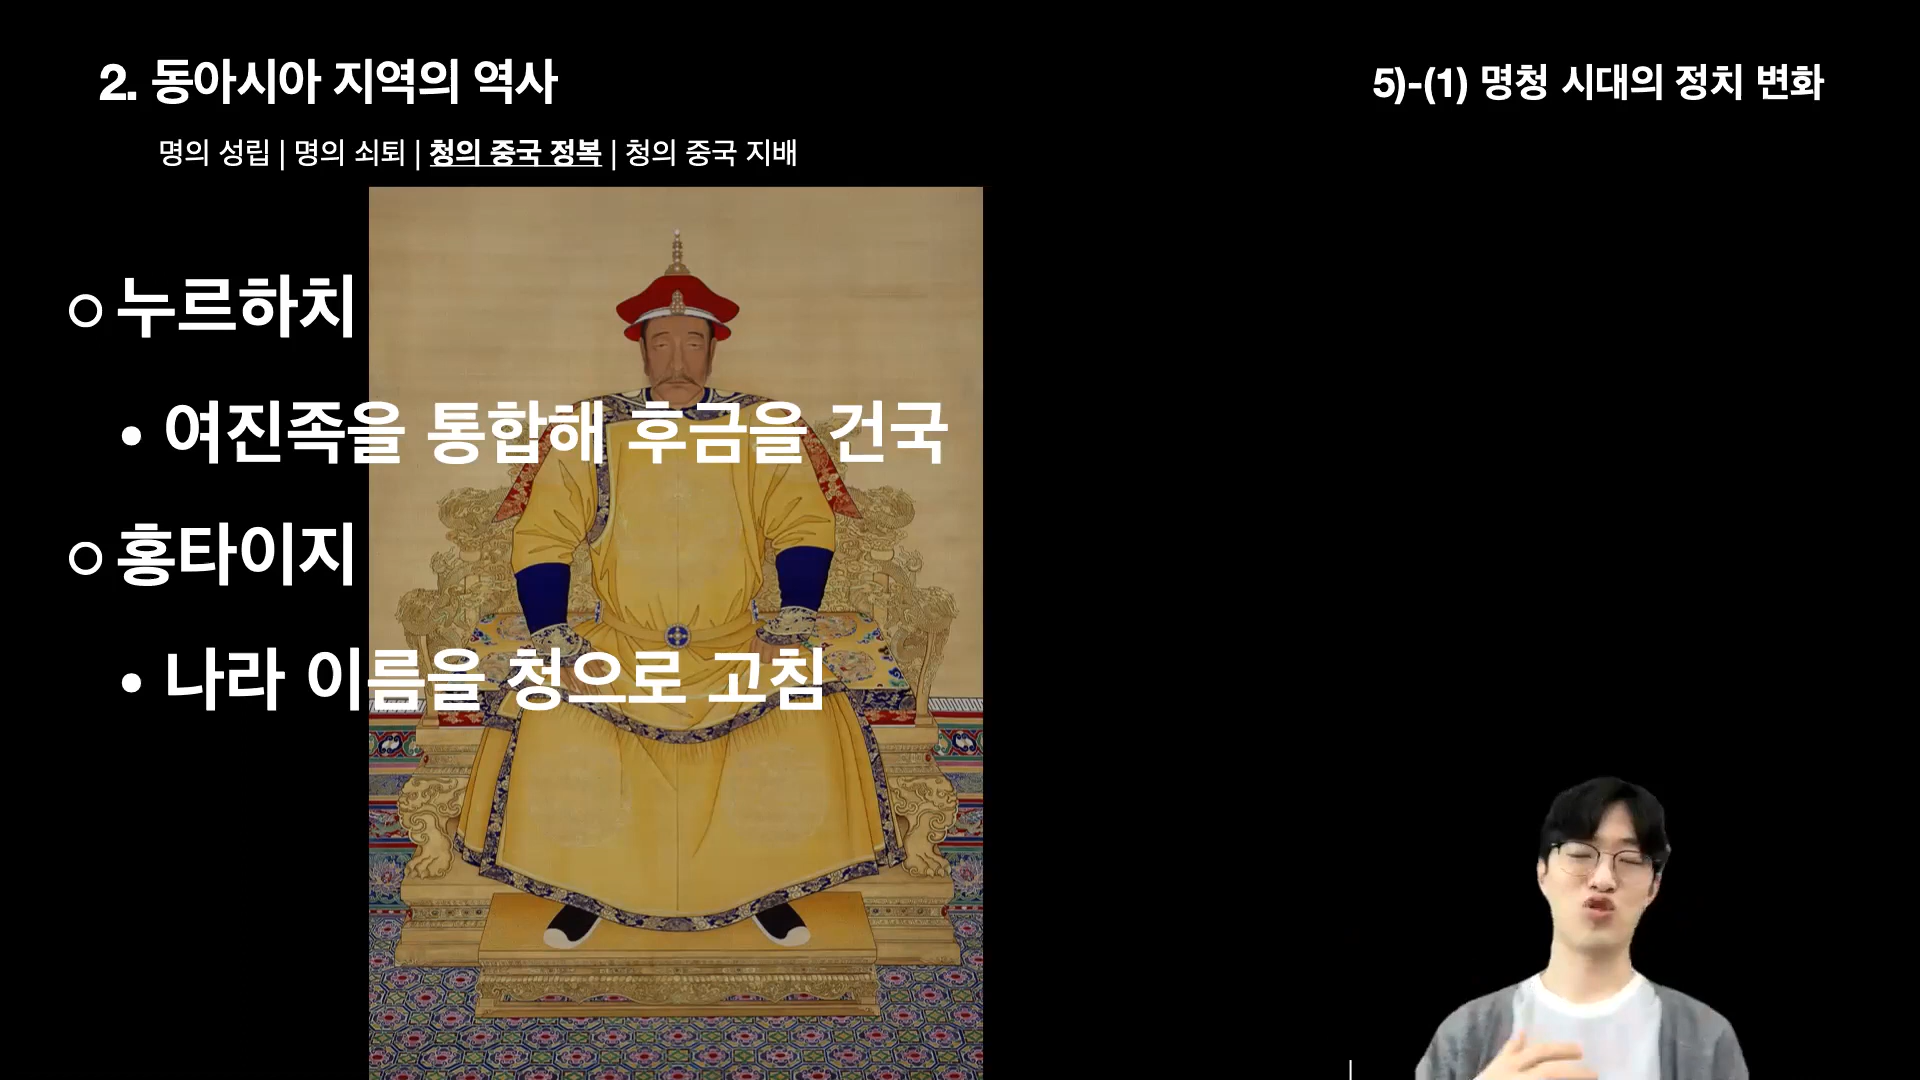 2. 동아시아 지역의 역사
5)-(1) 명청 시대의 정치 변화
명의 성립 | 명의 쇠퇴 | 청의 중국 정복 | 청의 중국 지배
○ 누르하치
• 여진족을 통합해 후금을 건국
○ 홍타이지
• 나라 이름을 청으로 고침